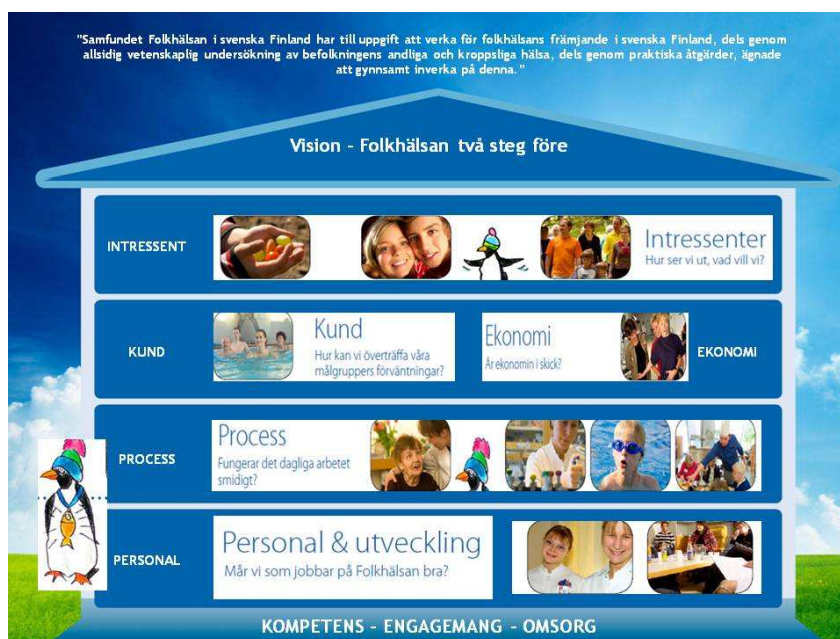 "Samfundet Folkhälsan i svenska Finland har till uppgift att verka för folkhälsans främjande i svenska Finland, dels genom
allsidig vetenskaplig undersökning av befolkningens andliga och kroppsliga hälsa, dels genom praktiska åtgärder, ägnade
att gynnsamt inverka på denna."
Vision - Folkhälsan två steg före
INTRESSENT
Intressenter
Hur ser vi ut, vad vill vi?
KUND
Kund
Hur kan vi överträffa våra
målgruppers förväntningar?
Ekonomi
Är ekonomin i skick?
EKONOMI
PROCESS
Process
Fungerar det dagliga arbetet
smidigt?
PERSONAL
Personal & utveckling
Mår vi som jobbar på Folkhälsan bra?
KOMPETENS - ENGAGEMANG - OMSORG